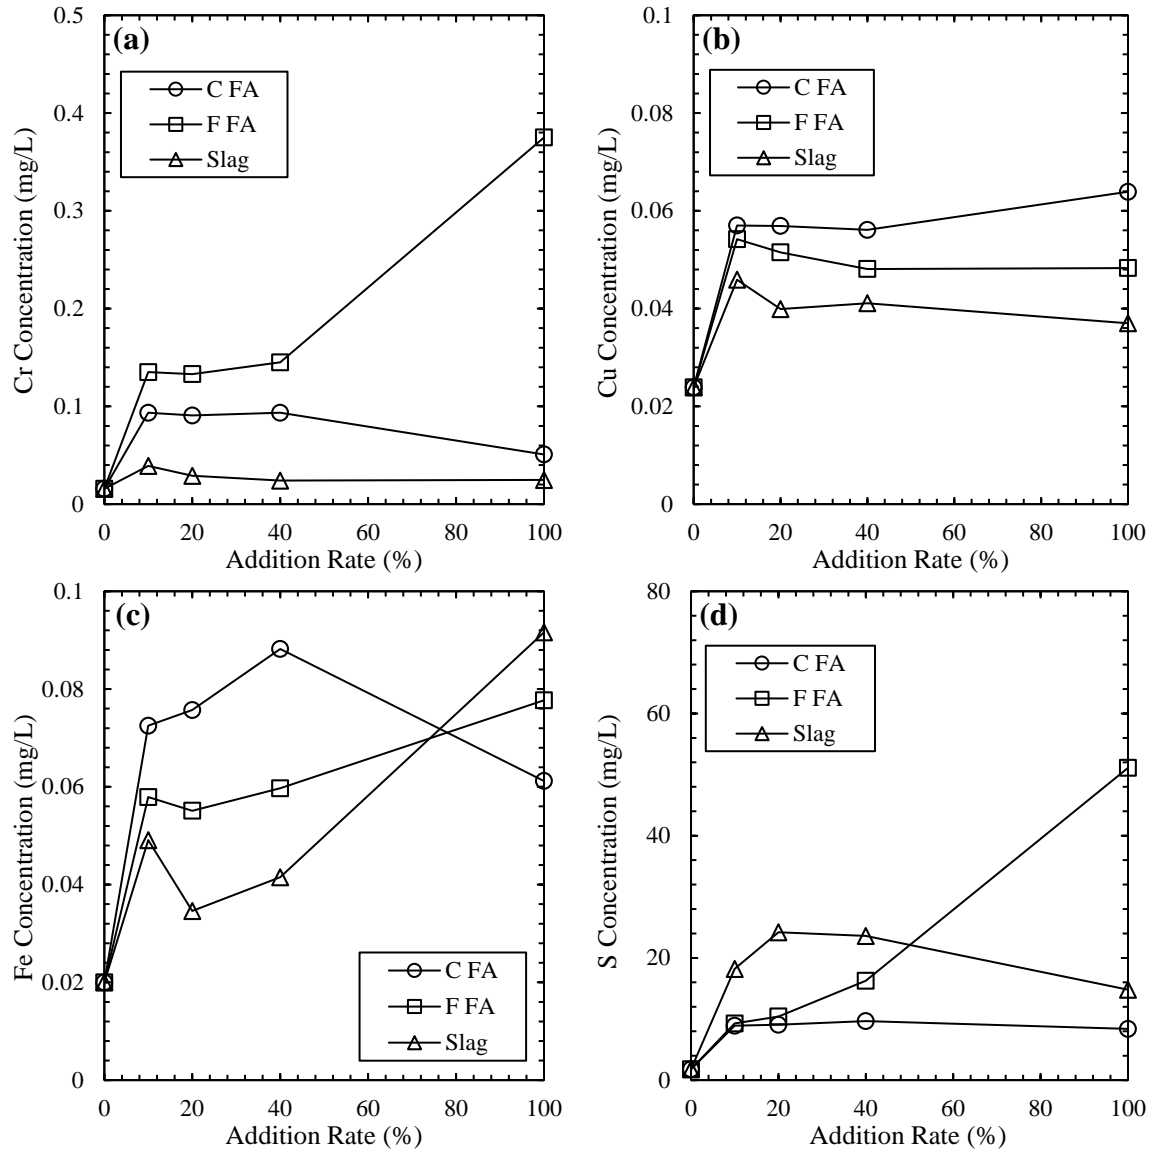 (a)
C FA
F FA
Slag
0.5
0.4
0.3
0.2
0.1
0
Cr Concentration (mg/L)
0 20 40 60 80 100
Addition Rate (%)
(b)
C FA
F FA
Slag
0.1
0.08
0.06
0.04
0.02
0
Cu Concentration (mg/L)
0 20 40 60 80 100
Addition Rate (%)
(c)
0.1
0.08
0.06
0.04
0.02
0
Fe Concentration (mg/L)
C FA
F FA
Slag
0 20 40 60 80 100
Addition Rate (%)
(d)
C FA
F FA
Slag
80
60
40
20
0
S Concentration (mg/L)
0 20 40 60 80 100
Addition Rate (%)